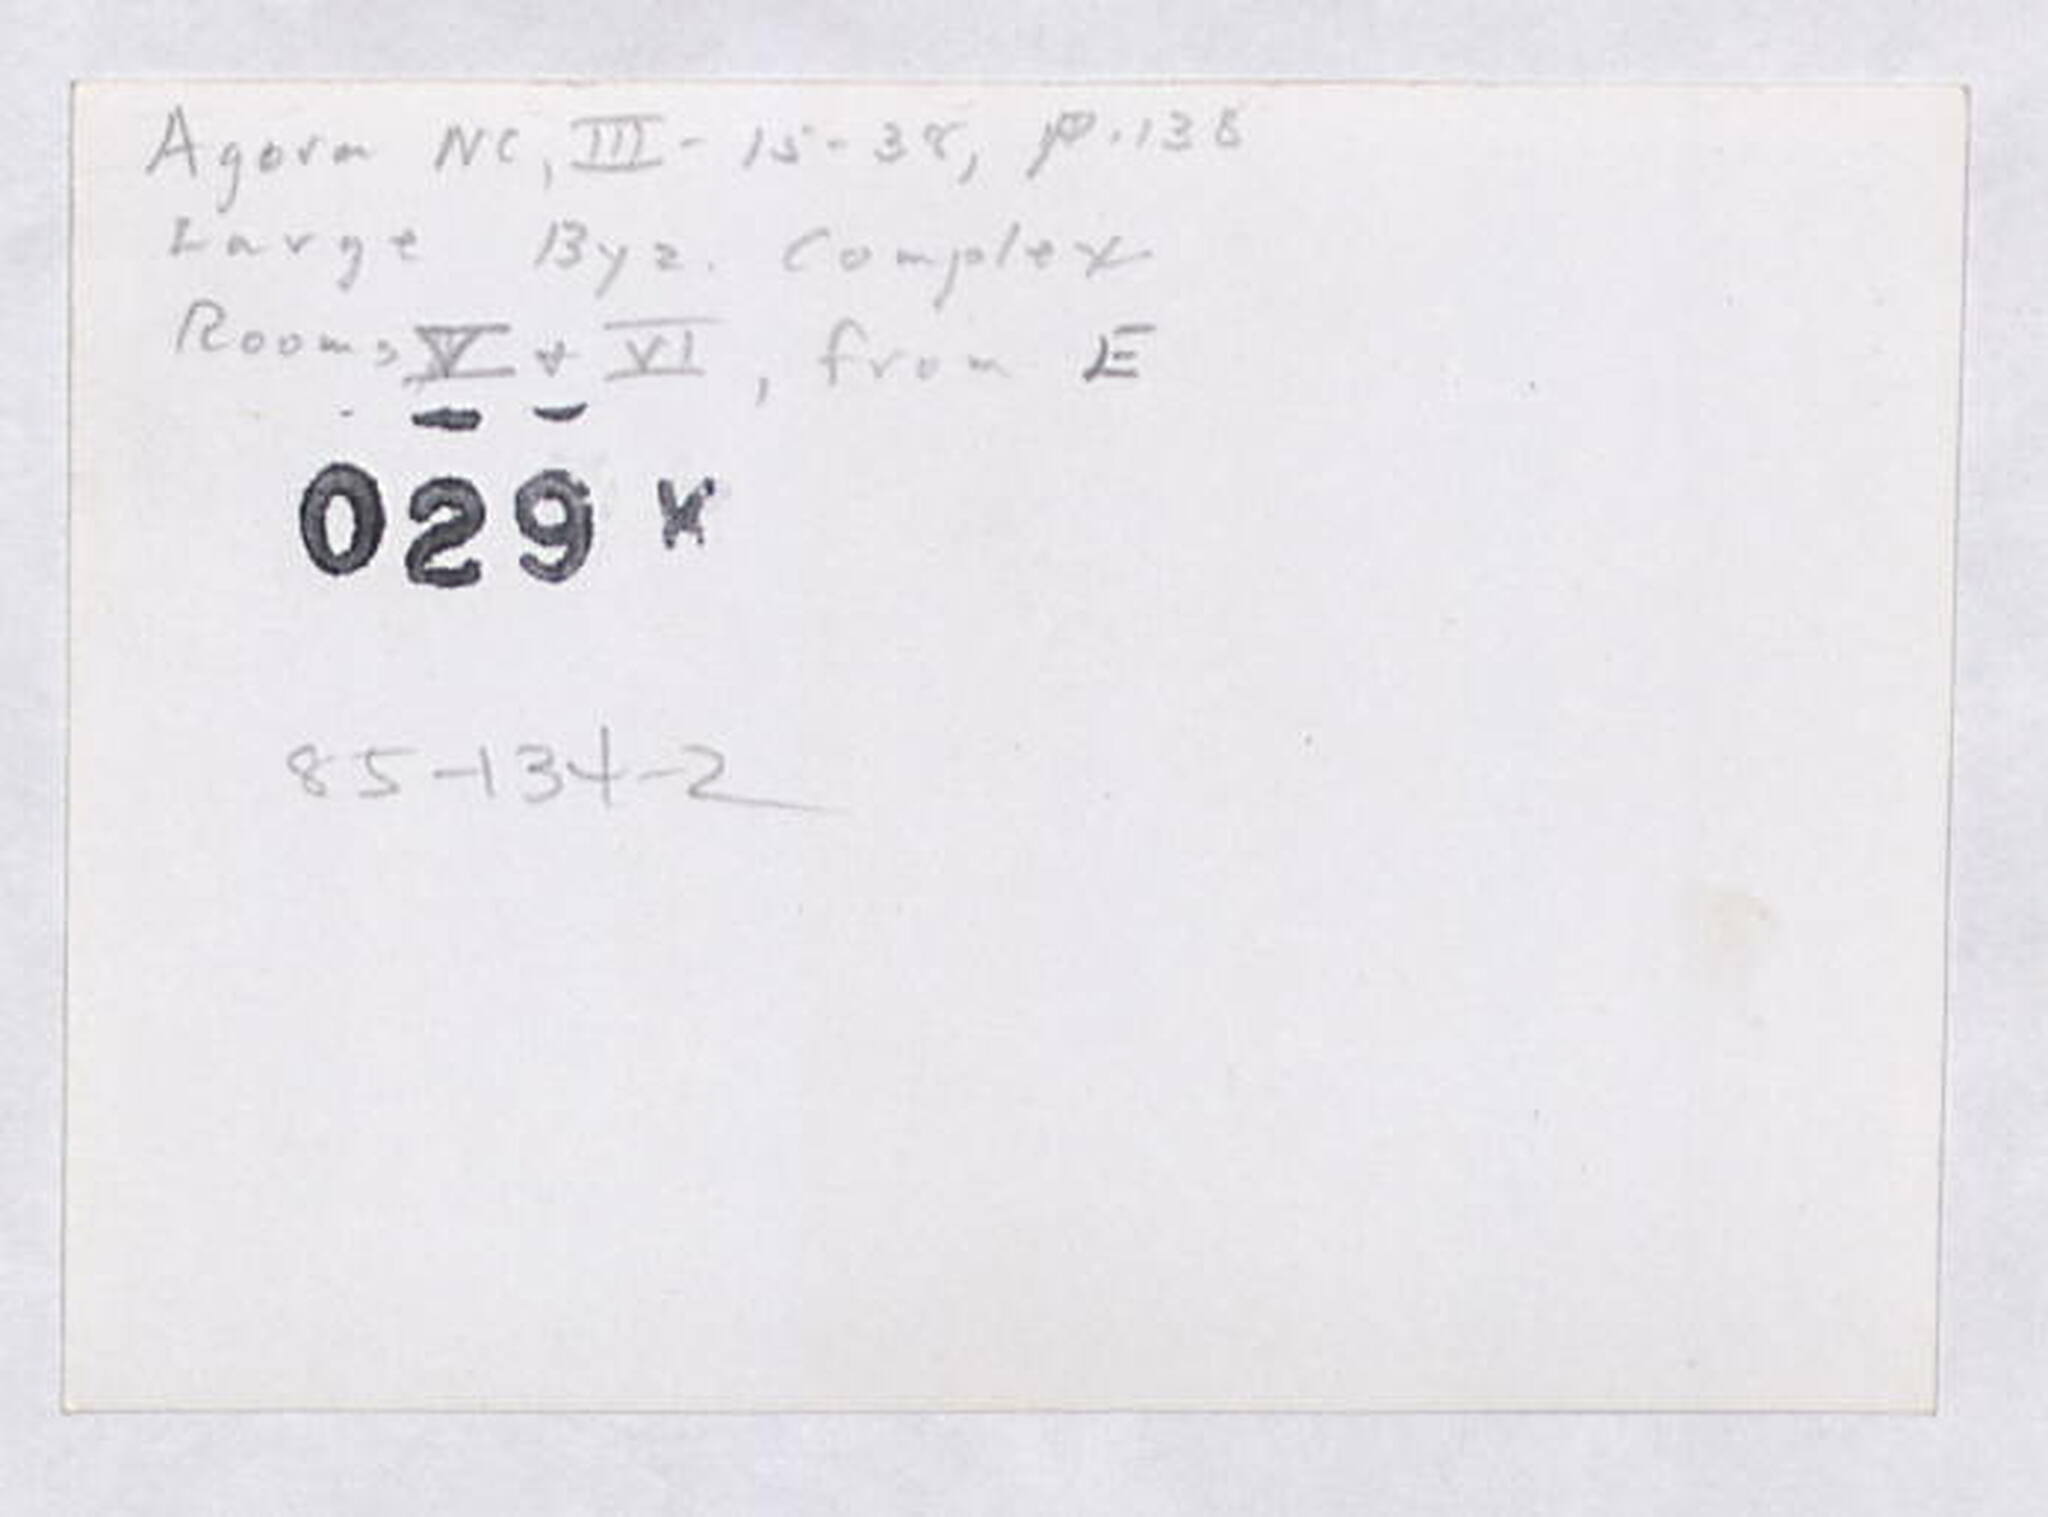 Agora NC, III - 15 - 38, p. 138
Large Byz. Complex
Rooms V + VI, from E
029 *
85-134-2